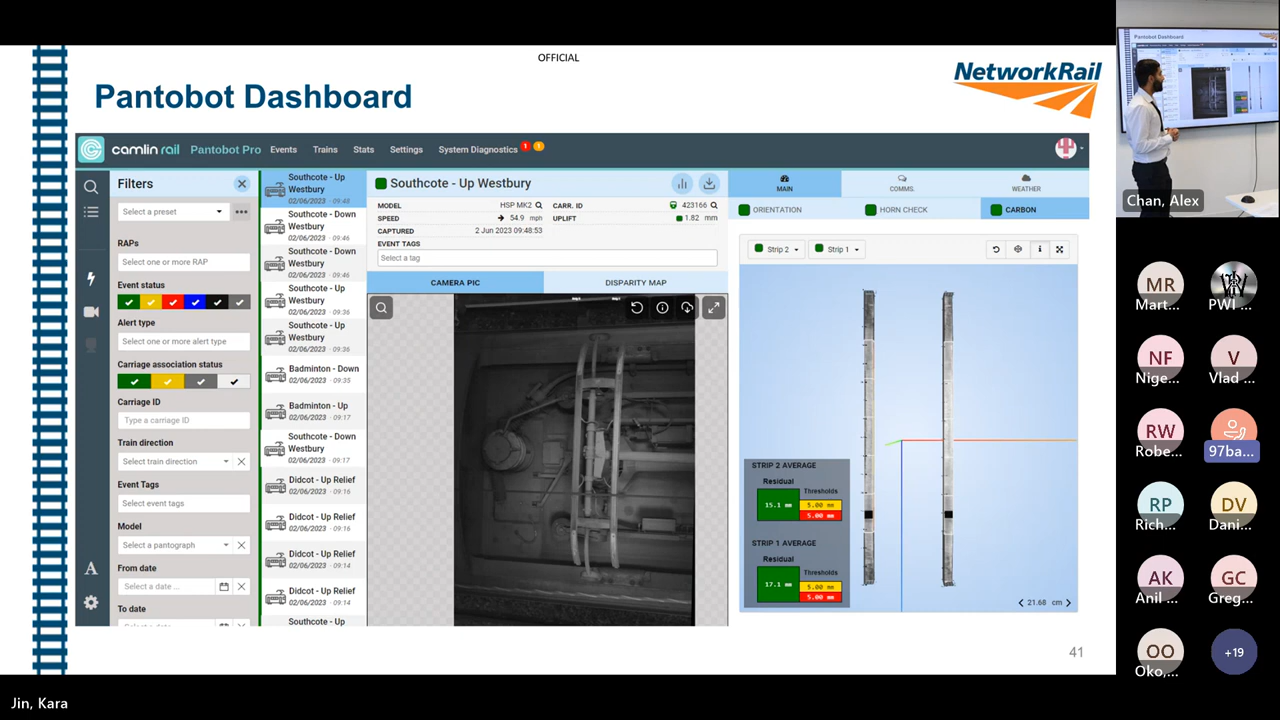 OFFICIAL
Pantobot Dashboard
NetworkRail
camlin rail
Pantobot Pro
Events
Trains
Stats
Settings
System Diagnostics
1
1
Filters
Select a preset
RAPs
Select one or more RAP
Event status
Alert type
Select one or more alert type
Carriage association status
Carriage ID
Type a carriage ID
Train direction
Select train direction
Event Tags
Select event tags
Model
Select a pantograph
From date
Select a date ...
To date
Southcote - Up
Westbury
02/06/2023 - 09:48
Southcote - Down
Westbury
02/06/2023 - 09:46
Southcote - Down
Westbury
02/06/2023 - 09:46
Southcote - Up
Westbury
02/06/2023 - 09:36
Southcote - Up
Westbury
02/06/2023 - 09:36
Badminton - Down
02/06/2023 - 09:35
Badminton - Up
02/06/2023 - 09:17
Southcote - Down
Westbury
02/06/2023 - 09:17
Didcot - Up Relief
02/06/2023 - 09:16
Didcot - Up Relief
02/06/2023 - 09:16
Didcot - Up Relief
02/06/2023 - 09:14
Didcot - Up Relief
02/06/2023 - 09:14
Southcote - Up
Southcote - Up Westbury
MODEL HSP MK2
CARR. ID 423166
SPEED 54.9 mph
UPLIFT 1.82 mm
CAPTURED 2 Jun 2023 09:48:53
EVENT TAGS
Select a tag
CAMERA PIC
DISPARITY MAP
MAIN
COMMS.
WEATHER
ORIENTATION
HORN CHECK
CARBON
Strip 2
Strip 1
STRIP 2 AVERAGE
Residual
Thresholds
15.1 mm
5.00 mm
5.00 mm
STRIP 1 AVERAGE
Residual
Thresholds
17.1 mm
5.00 mm
5.00 mm
21.68 cm
41
Pantobot Dashboard
Chan, Alex
MR
Mart...
PWI ...
NF
Nige...
V
Vlad ...
RW
Robe...
97ba...
RP
Rich...
DV
Dani...
AK
Anil ...
GC
Greg...
OO
Oko,...
+19
Jin, Kara